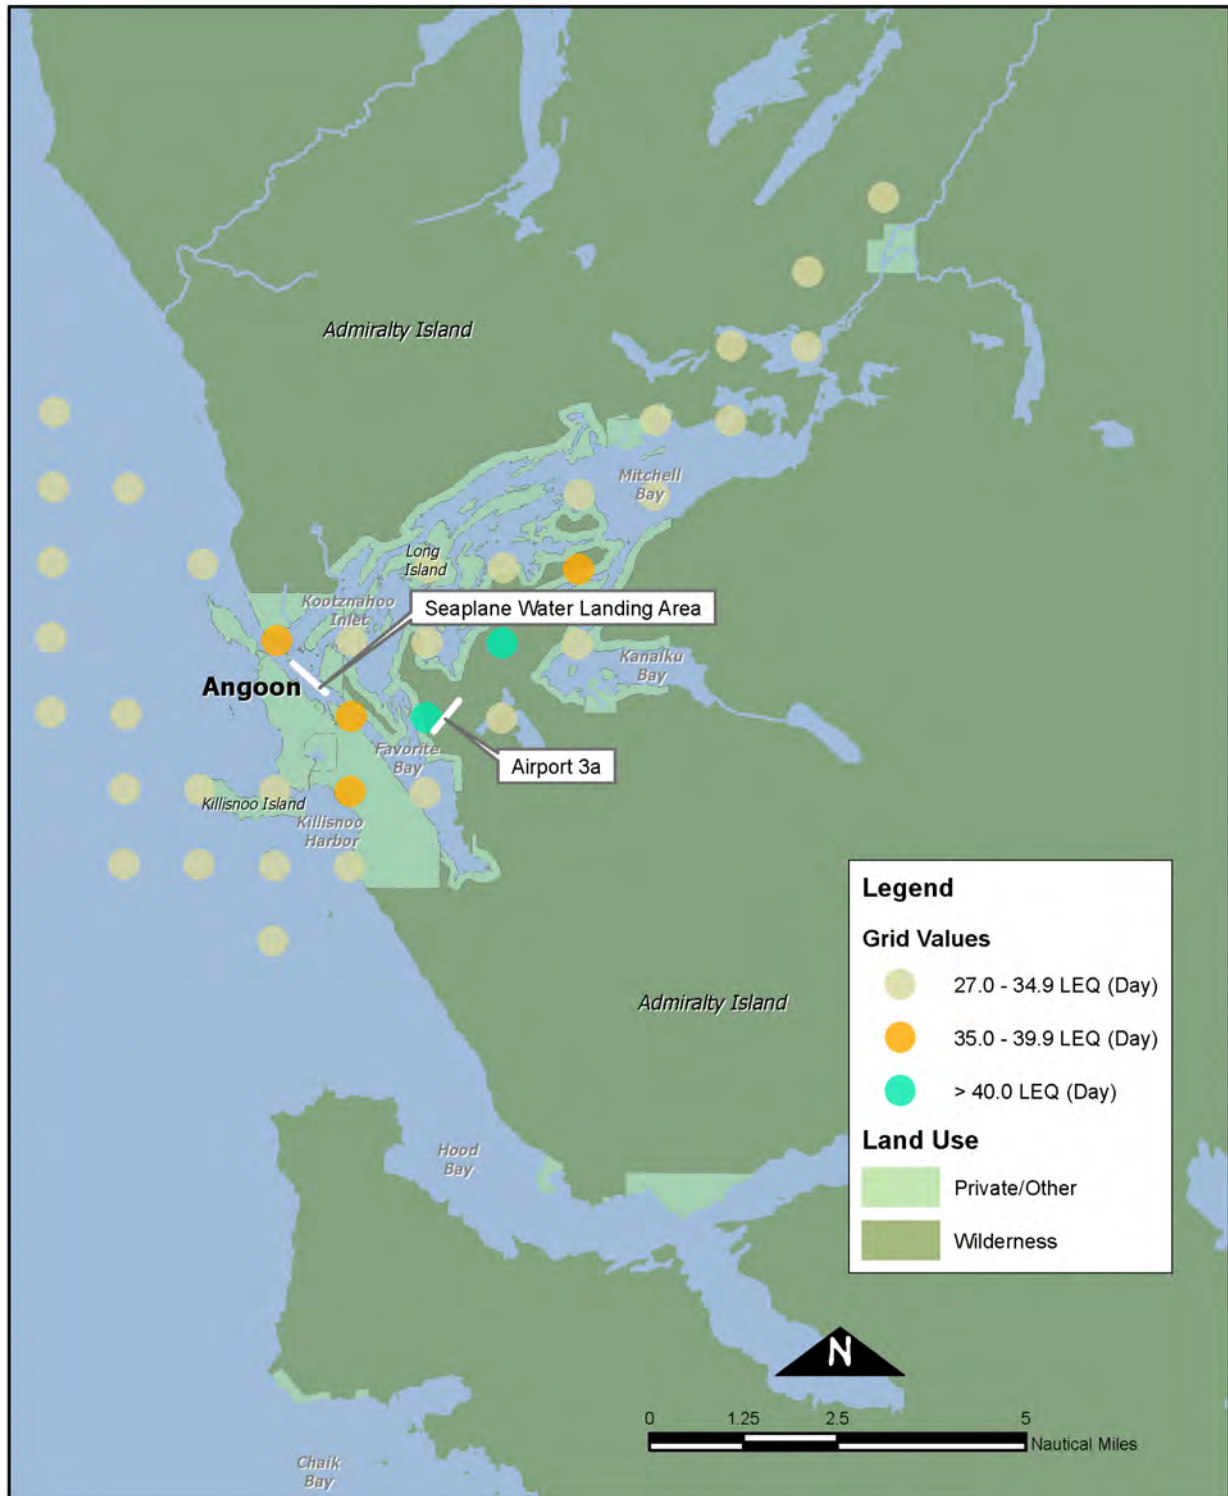 Admiralty Island
Mitchell
Bay
Long
Island
Kootznahoo
Inlet
Seaplane Water Landing Area
Kanalku
Bay
Angoon
Favorite
Bay
Airport 3a
Killisnoo Island
Killisnoo
Harbor
Legend
Grid Values
27.0 - 34.9 LEQ (Day)
35.0 - 39.9 LEQ (Day)
> 40.0 LEQ (Day)
Land Use
Private/Other
Wilderness
Admiralty Island
Hood
Bay
N
0 1.25 2.5 5
Nautical Miles
Chaik
Bay